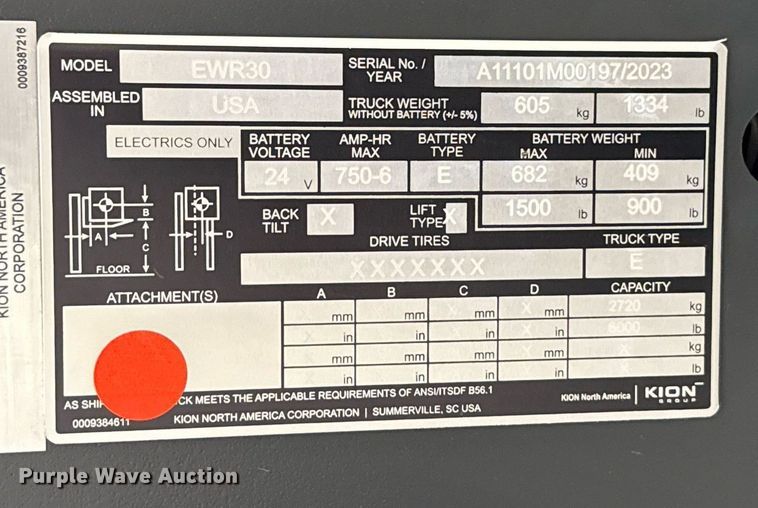 0009387216
KION NORTH AMERICA
CORPORATION
MODEL EWR30 SERIAL No. / YEAR A11101M00197/2023
ASSEMBLED IN USA TRUCK WEIGHT WITHOUT BATTERY (+/- 5%) 605 kg 1334 lb
ELECTRICS ONLY BATTERY VOLTAGE AMP-HR MAX BATTERY TYPE BATTERY WEIGHT
MAX MIN
24 V 750-6 E 682 kg 409 kg
1500 lb 900 lb
BACK TILT X LIFT TYPE X
DRIVE TIRES TRUCK TYPE
XXXXXXX E
A B C D
FLOOR
ATTACHMENT(S) A B C D CAPACITY
X mm X mm X mm X mm 2720 kg
X in X in X in X in 6000 lb
X mm X mm X mm X mm X kg
X in X in X in X in X lb
AS SHIP CK MEETS THE APPLICABLE REQUIREMENTS OF ANSI/ITSDF B56.1
0009384611 KION NORTH AMERICA CORPORATION | SUMMERVILLE, SC USA
KION North America | KION GROUP
Purple Wave Auction